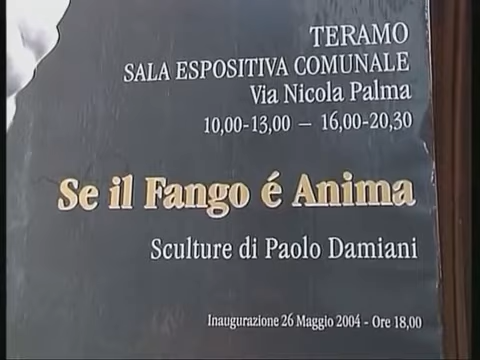 TERAMO
SALA ESPOSITIVA COMUNALE
Via Nicola Palma
10,00-13,00 – 16,00-20,30
Se il Fango é Anima
Sculture di Paolo Damiani
Inaugurazione 26 Maggio 2004 - Ore 18,00